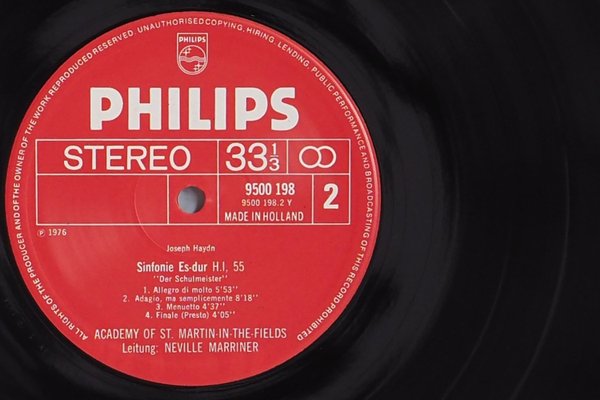 ALL RIGHTS OF THE PRODUCER AND OF THE OWNER OF THE WORK REPRODUCED RESERVED. UNAUTHORISED COPYING, HIRING, LENDING, PUBLIC PERFORMANCE AND BROADCASTING OF THIS RECORD PROHIBITED
PHILIPS
PHILIPS
STEREO 33 1/3
9500 198
9500 198.2 Y
MADE IN HOLLAND
2
℗ 1976
Joseph Haydn
Sinfonie Es-dur H.I, 55
"Der Schulmeister"
1. Allegro di molto 5'53''
2. Adagio, ma semplicemente 8'18''
3. Menuetto 4'37''
4. Finale (Presto) 4'05''
ACADEMY OF ST. MARTIN-IN-THE-FIELDS
Leitung: NEVILLE MARRINER